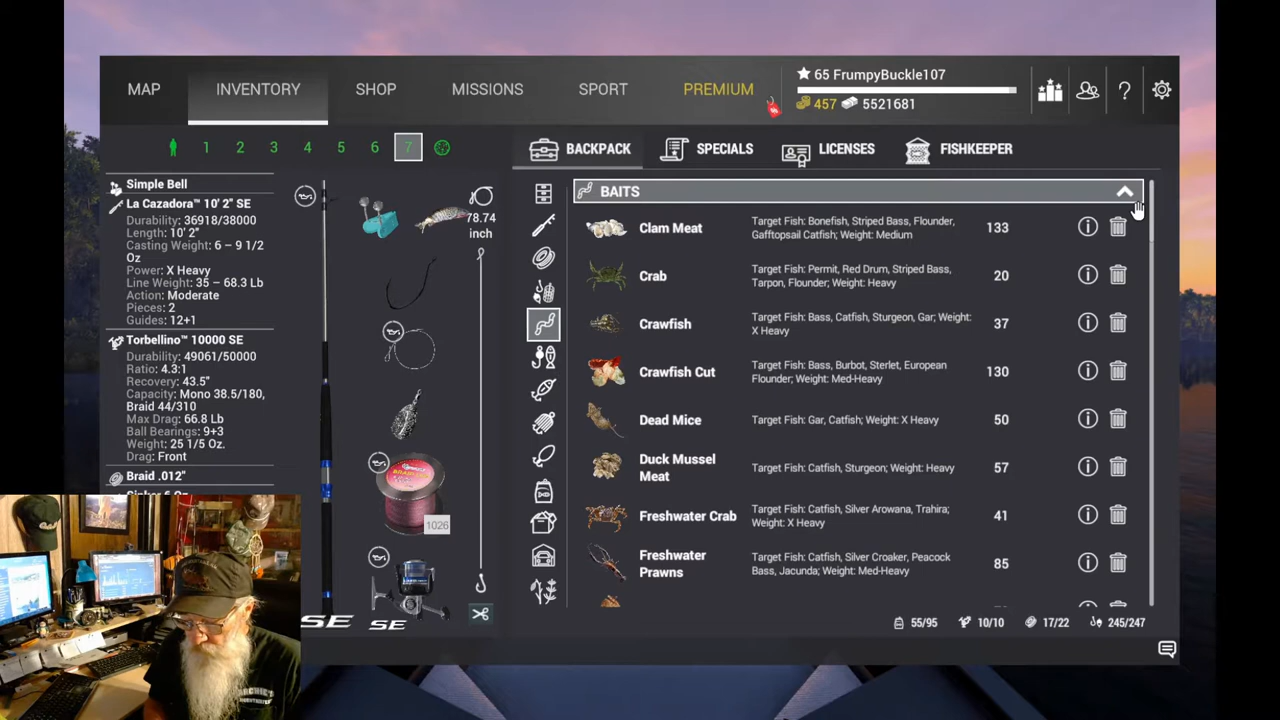 MAP
INVENTORY
SHOP
MISSIONS
SPORT
PREMIUM
65 FrumpyBuckle107
457 5521681
1 2 3 4 5 6 7
BACKPACK
SPECIALS
LICENSES
FISHKEEPER
Simple Bell
La Cazadora™ 10' 2" SE
Durability: 36918/38000
Length: 10' 2"
Casting Weight: 6 – 9 1/2
Oz
Power: X Heavy
Line Weight: 35 – 68.3 Lb
Action: Moderate
Pieces: 2
Guides: 12+1
Torbellino™ 10000 SE
Durability: 49061/50000
Ratio: 4.3:1
Recovery: 43.5"
Capacity: Mono 38.5/180,
Braid 44/310
Max Drag: 66.8 Lb
Ball Bearings: 9+3
Weight: 25 1/5 Oz.
Drag: Front
Braid .012"
78.74
inch
1026
SE
SE
BAITS
Clam Meat
Target Fish: Bonefish, Striped Bass, Flounder,
Gafftopsail Catfish; Weight: Medium
133
Crab
Target Fish: Permit, Red Drum, Striped Bass,
Tarpon, Flounder; Weight: Heavy
20
Crawfish
Target Fish: Bass, Catfish, Sturgeon, Gar; Weight:
X Heavy
37
Crawfish Cut
Target Fish: Bass, Burbot, Sterlet, European
Flounder; Weight: Med-Heavy
130
Dead Mice
Target Fish: Gar, Catfish; Weight: X Heavy
50
Duck Mussel
Meat
Target Fish: Catfish, Sturgeon; Weight: Heavy
57
Freshwater Crab
Target Fish: Catfish, Silver Arowana, Trahira;
Weight: X Heavy
41
Freshwater
Prawns
Target Fish: Catfish, Silver Croaker, Peacock
Bass, Jacunda; Weight: Med-Heavy
85
55/95
10/10
17/22
245/247